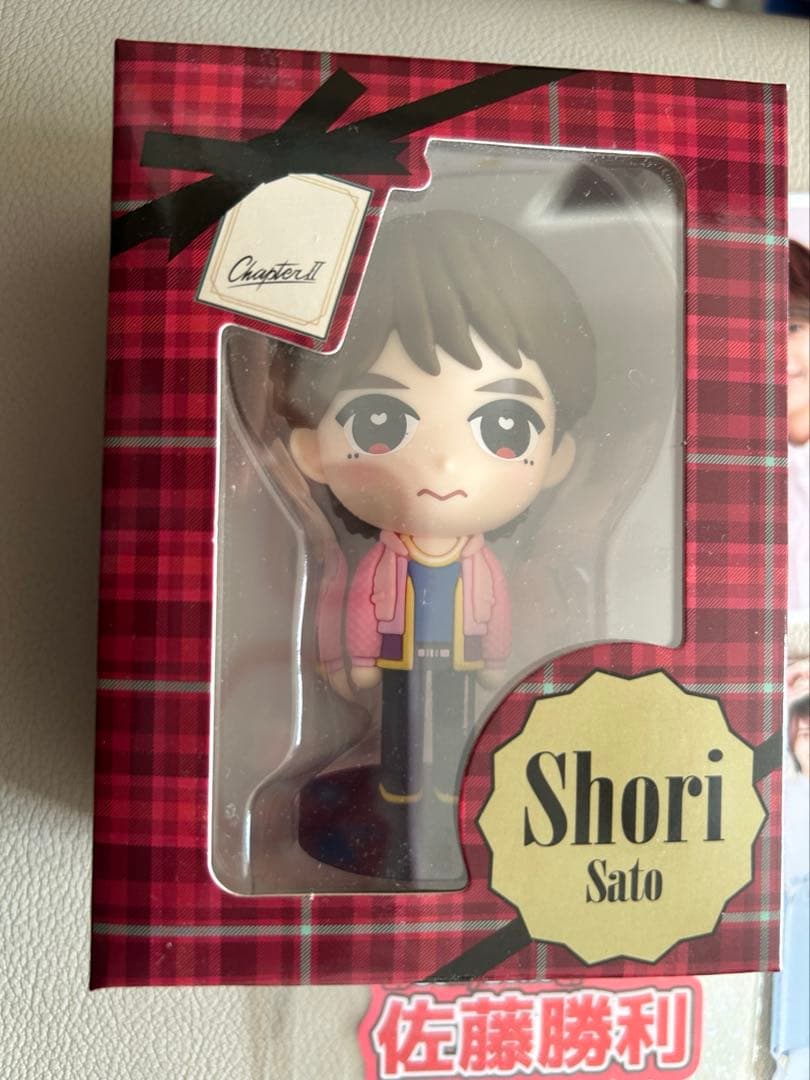 Chapter II
Shori
Sato
佐藤勝利